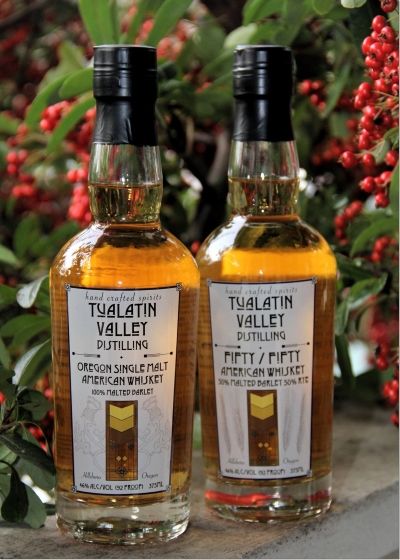 hand crafted spirits
TUALATIN
VALLEY
DISTILLING
OREGON SINGLE MALT
AMERICAN WHISKEY
100% MALTED BARLEY
Hillsboro Oregon
46% ALC/VOL (92 PROOF) 375ML
hand crafted spirits
TUALATIN
VALLEY
DISTILLING
FIFTY / FIFTY
AMERICAN WHISKEY
50% MALTED BARLEY 50% RYE
Hillsboro Oregon
46% ALC/VOL (92 PROOF) 375ML